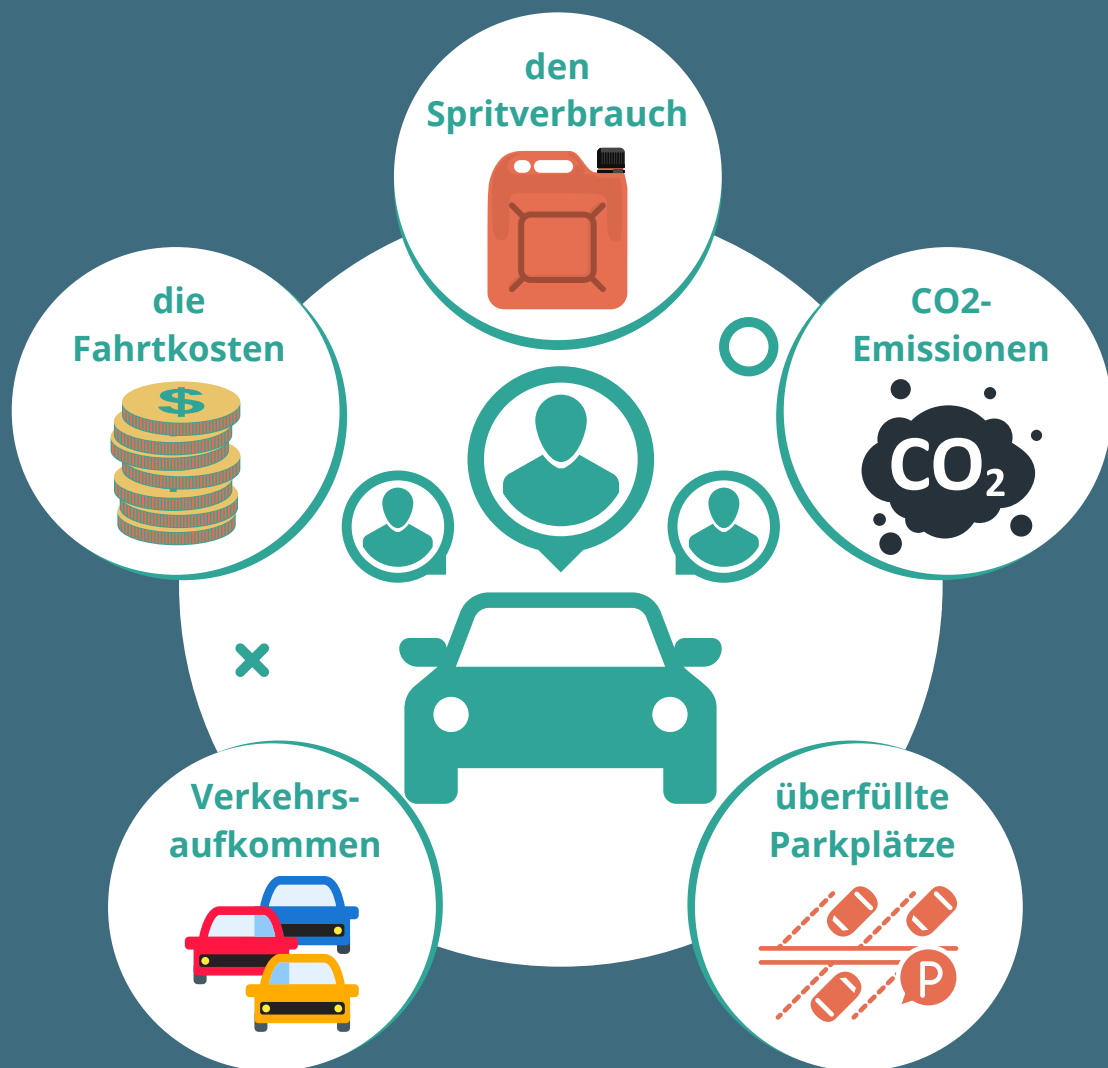 den
Spritverbrauch
die
Fahrtkosten
$
CO2-
Emissionen
CO₂
Verkehrs-
aufkommen
überfüllte
Parkplätze
P